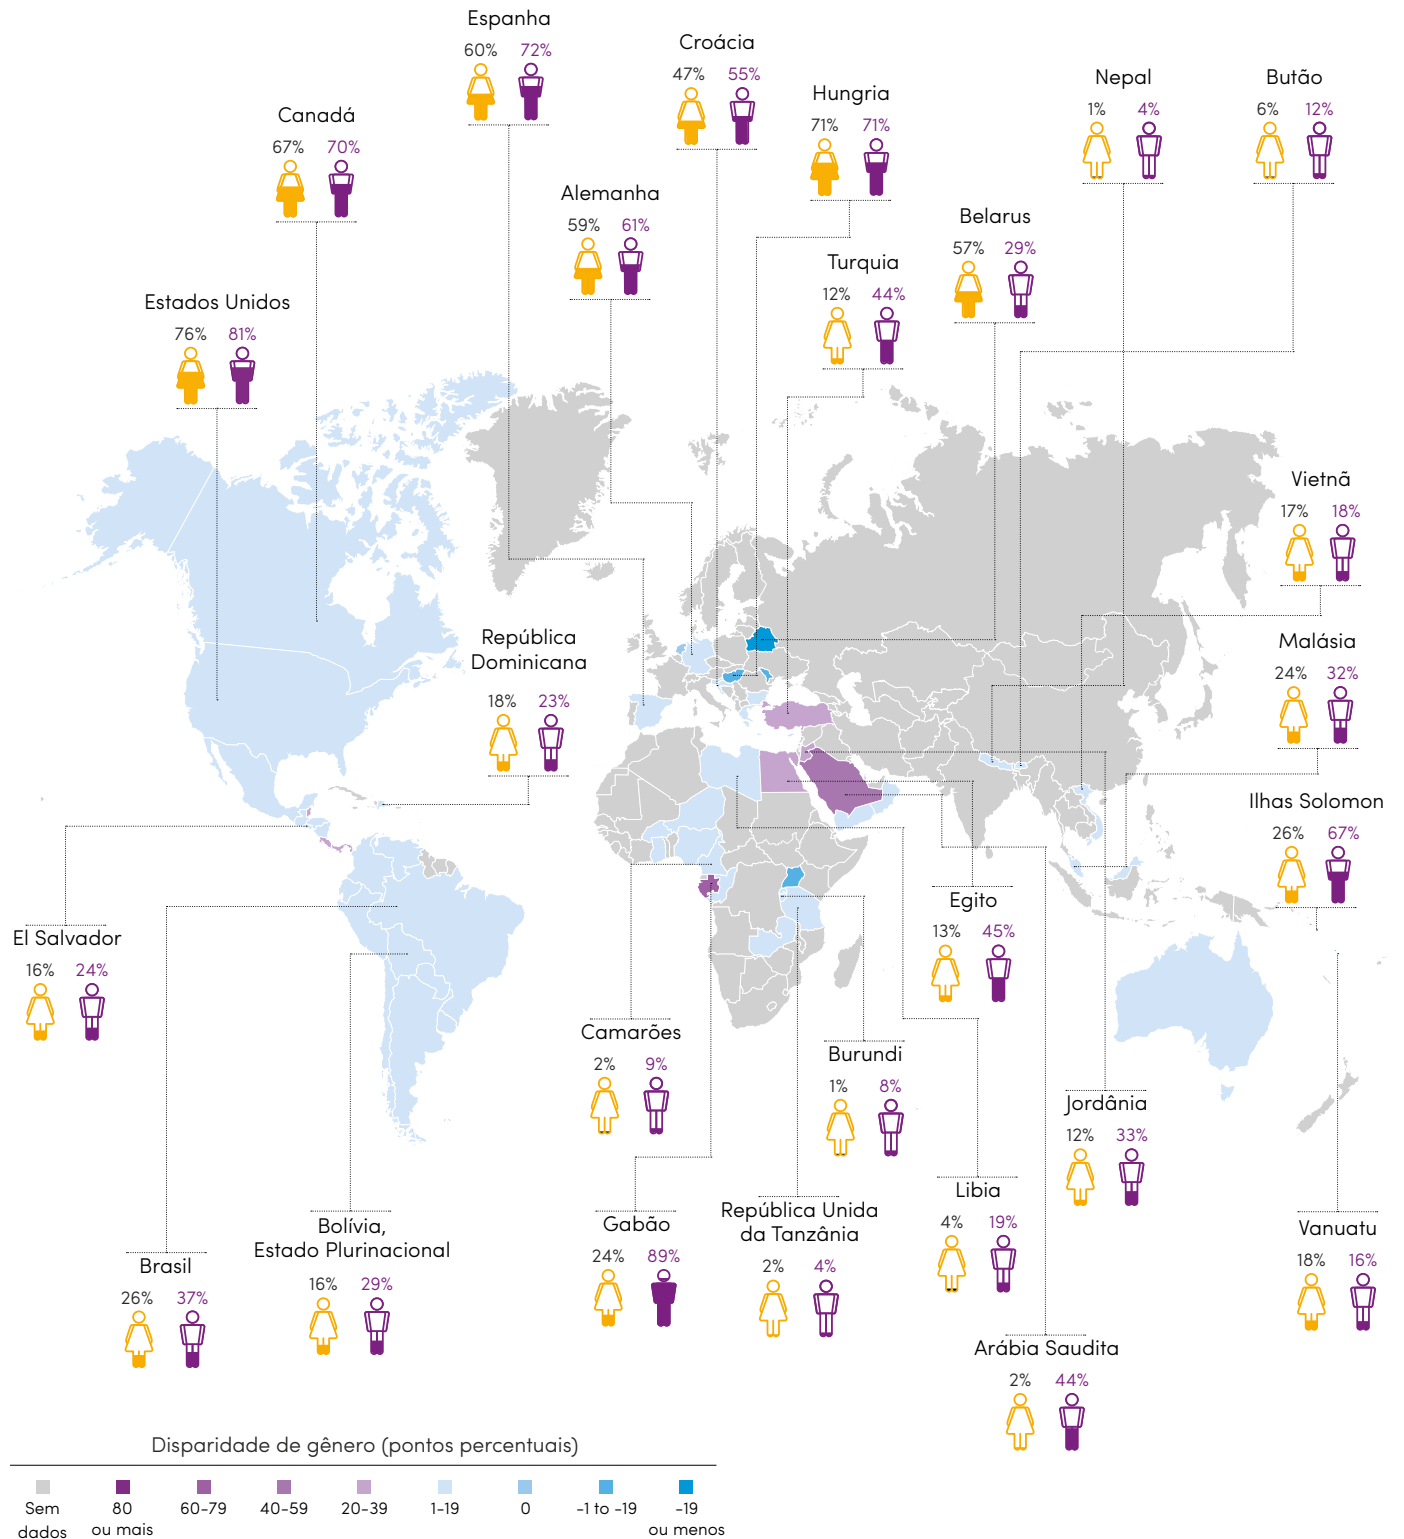 Espanha
60% 72%
Croácia
47% 55%
Hungria
71% 71%
Nepal
1% 4%
Butão
6% 12%
Canadá
67% 70%
Alemanha
59% 61%
Belarus
57% 29%
Turquia
12% 44%
Estados Unidos
76% 81%
Vietnã
17% 18%
República
Dominicana
18% 23%
Malásia
24% 32%
Ilhas Solomon
26% 67%
Egito
13% 45%
El Salvador
16% 24%
Camarões
2% 9%
Burundi
1% 8%
Jordânia
12% 33%
Libia
4% 19%
República Unida
da Tanzânia
2% 4%
Gabão
24% 89%
Bolívia,
Estado Plurinacional
16% 29%
Brasil
26% 37%
Vanuatu
18% 16%
Arábia Saudita
2% 44%
Disparidade de gênero (pontos percentuais)
Sem
dados
80
ou mais
60-79
40-59
20-39
1-19
0
-1 to -19
-19
ou menos